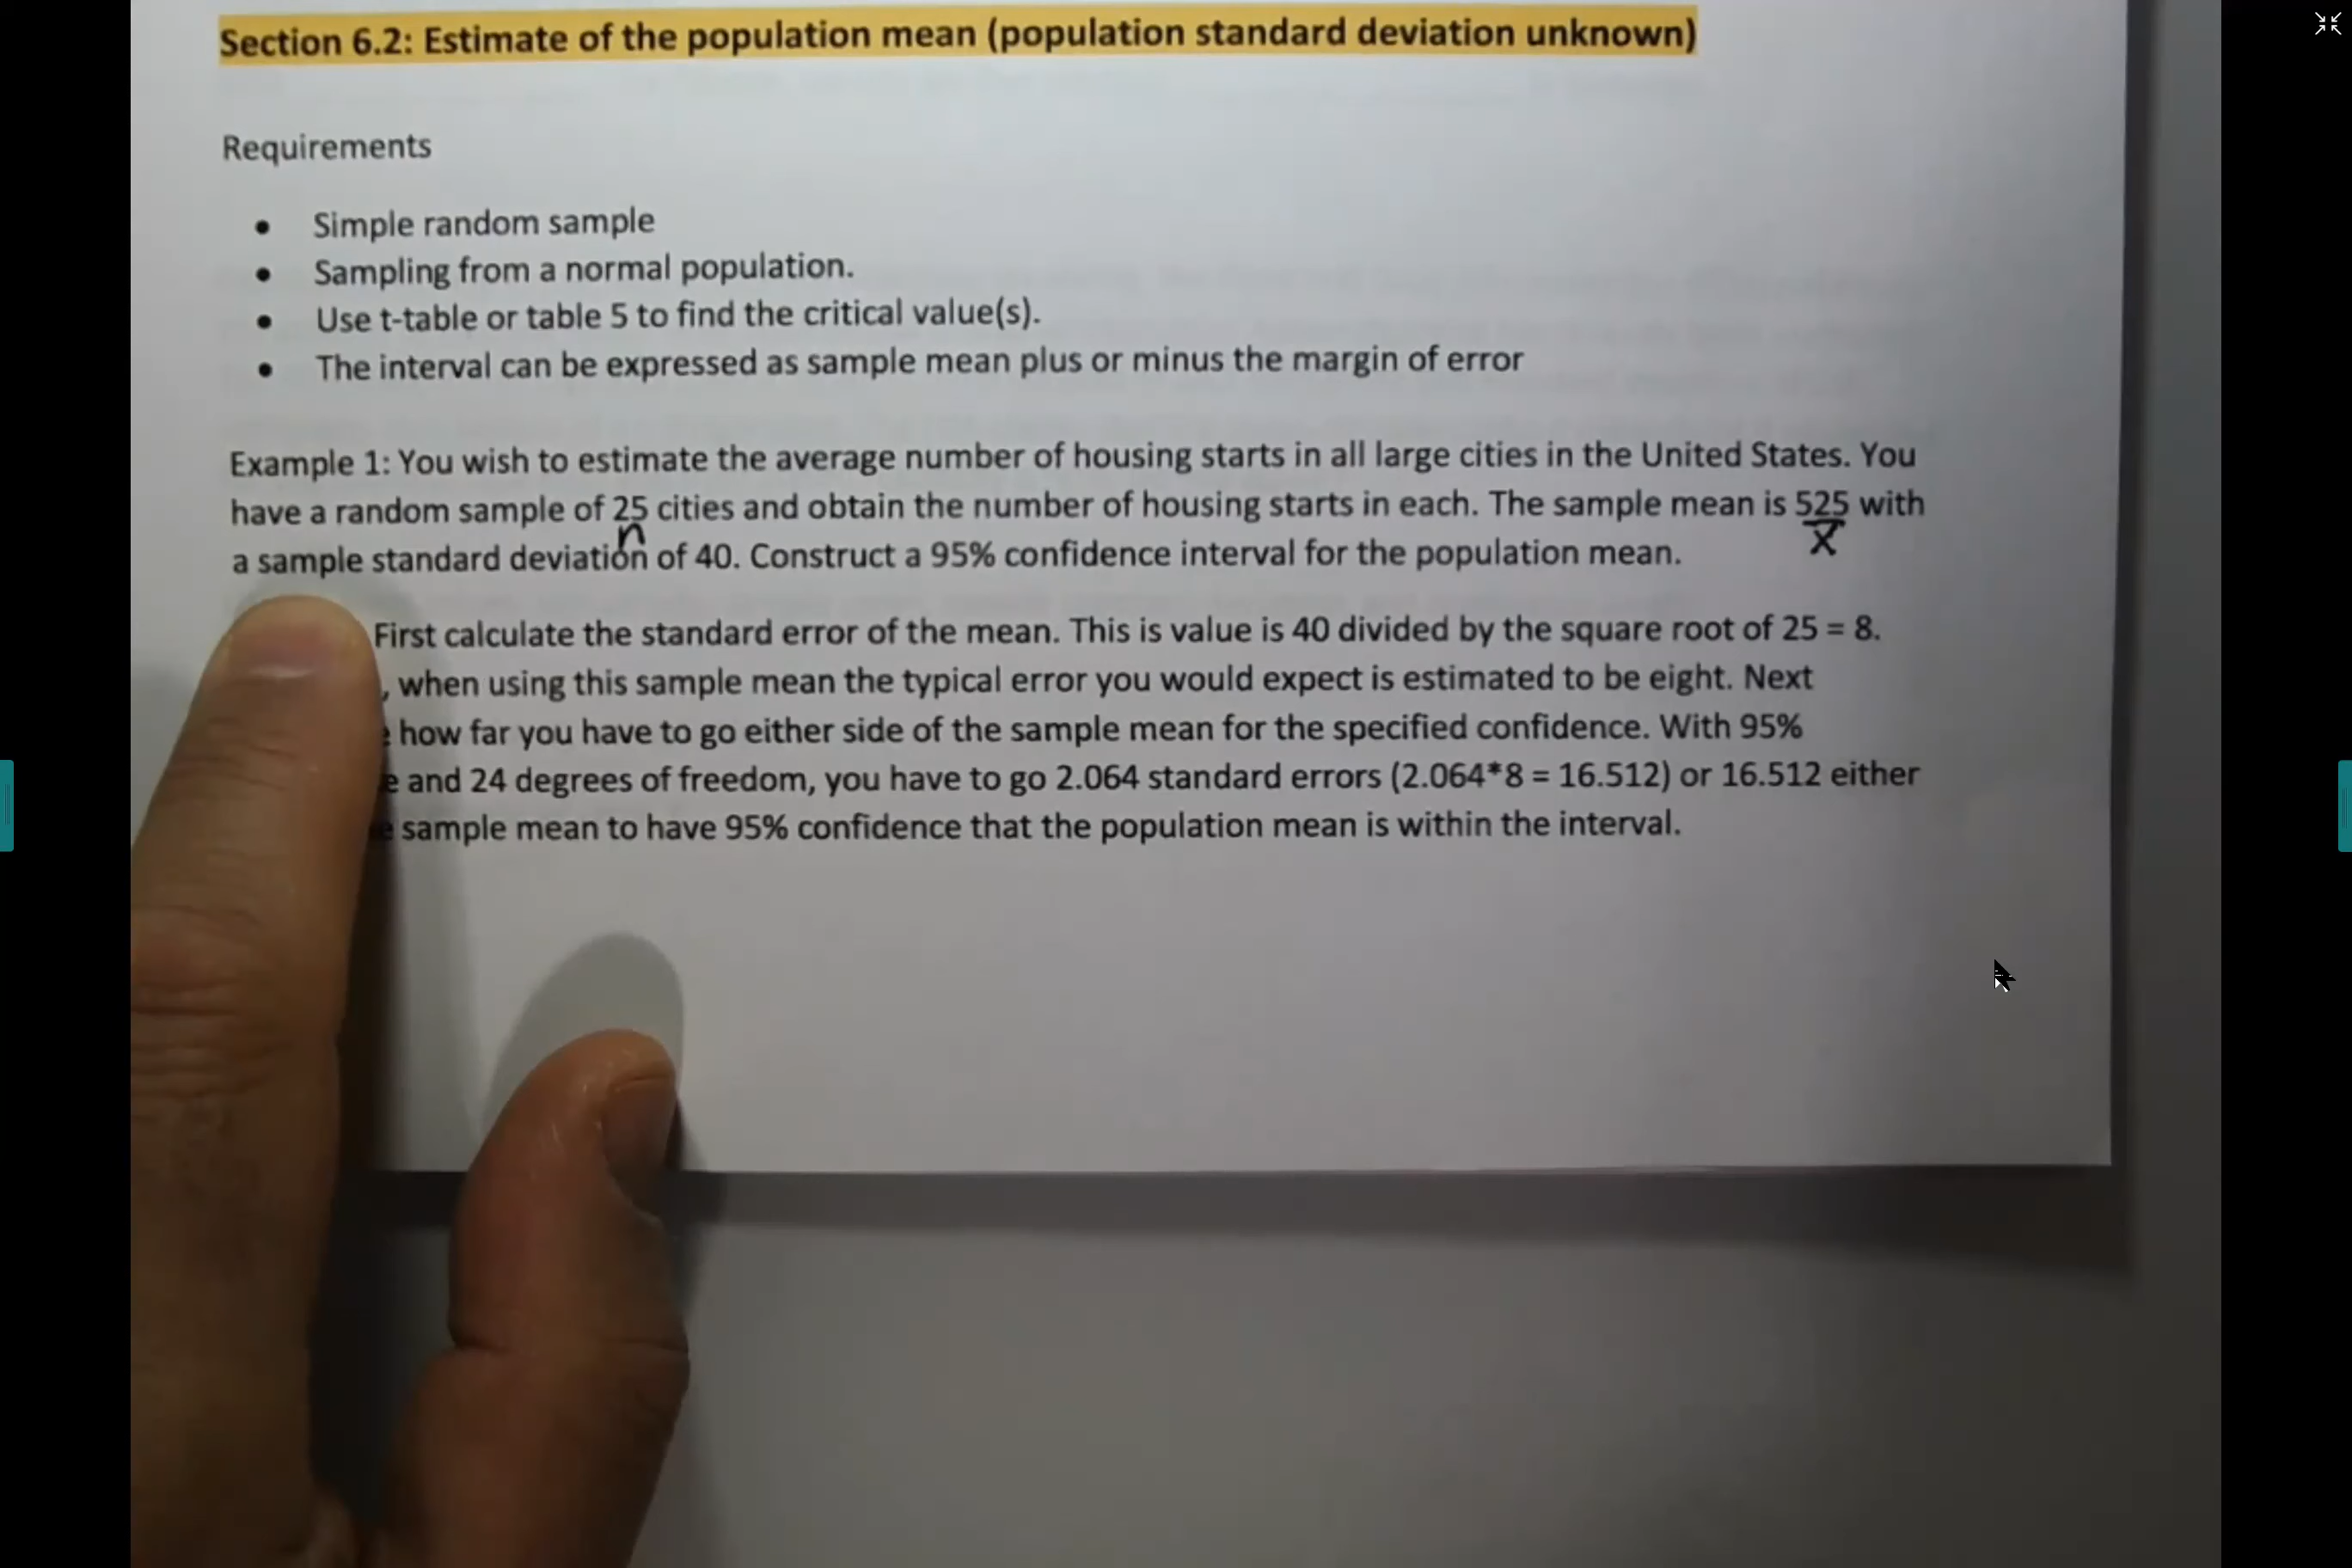 Section 6.2: Estimate of the population mean (population standard deviation unknown)
Requirements
• Simple random sample
• Sampling from a normal population.
• Use t-table or table 5 to find the critical value(s).
• The interval can be expressed as sample mean plus or minus the margin of error
Example 1: You wish to estimate the average number of housing starts in all large cities in the United States. You
have a random sample of 25 cities and obtain the number of housing starts in each. The sample mean is 525 with
n
x̄
a sample standard deviation of 40. Construct a 95% confidence interval for the population mean.
First calculate the standard error of the mean. This is value is 40 divided by the square root of 25 = 8.
, when using this sample mean the typical error you would expect is estimated to be eight. Next
how far you have to go either side of the sample mean for the specified confidence. With 95%
and 24 degrees of freedom, you have to go 2.064 standard errors (2.064*8 = 16.512) or 16.512 either
sample mean to have 95% confidence that the population mean is within the interval.